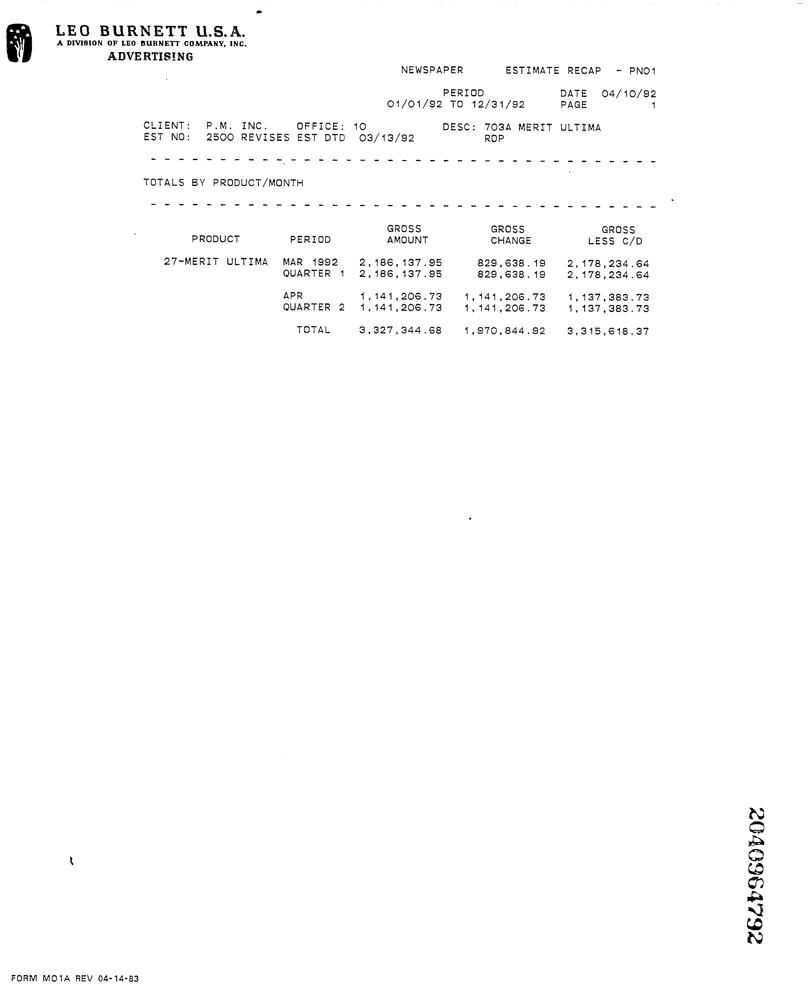 LEO BURNETT U.S.A.
A DIVISION OF LEO BURNETT COMPANY, INC.
ADVERTISING
NEWSPAPER ESTIMATE RECAP - PN01
PERIOD DATE 04/10/92
01/01/92 TO 12/31/92 PAGE 1
CLIENT: P.M. INC. OFFICE: 10 DESC: 703A MERIT ULTIMA
EST NO: 2500 REVISES EST DTD 03/13/92 ROP
TOTALS BY PRODUCT/MONTH
GROSS GROSS GROSS
PRODUCT PERIOD AMOUNT CHANGE LESS C/D
27-MERIT ULTIMA MAR 1992 2,186,137.95 829,638.19 2,178,234.64
QUARTER 1 2,186,137.95 829,638.19 2,178,234.64
APR 1,141,206.73 1,141,206.73 1,137,383.73
QUARTER 2 1,141,206.73 1,141,206.73 1,137,383.73
TOTAL 3,327,344.68 1,970,844.92 3,315,618.37
2040964792
FORM M01A REV 04-14-83